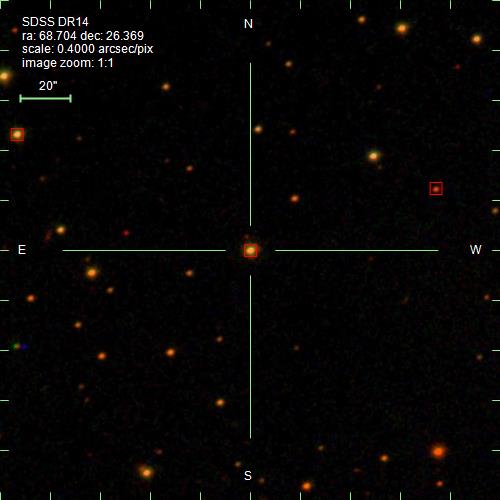 SDSS DR14
ra: 68.704 dec: 26.369
scale: 0.4000 arcsec/pix
image zoom: 1:1
20"
N
E
W
S